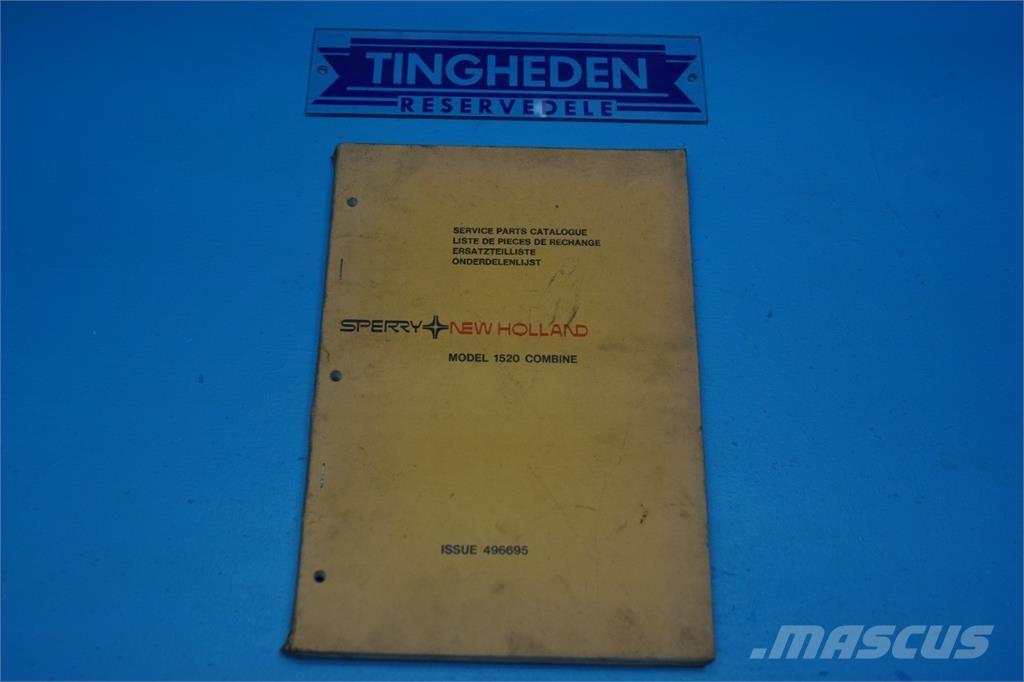 TINGHEDEN
RESERVEDELE
SERVICE PARTS CATALOGUE
LISTE DE PIECES DE RECHANGE
ERSATZTEILLISTE
ONDERDELENLIJST
SPERRY NEW HOLLAND
MODEL 1520 COMBINE
ISSUE 496695
.MASCUS